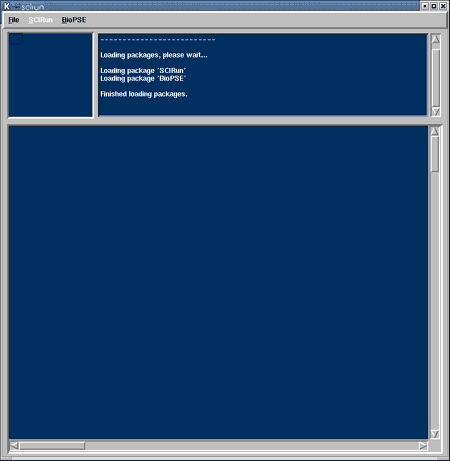 K SCIRun
File SCIRun BioPSE
~~~~~~~~~~~~~~~~~~~~~~~~~~
Loading packages, please wait...
Loading package 'SCIRun'
Loading package 'BioPSE'
Finished loading packages.